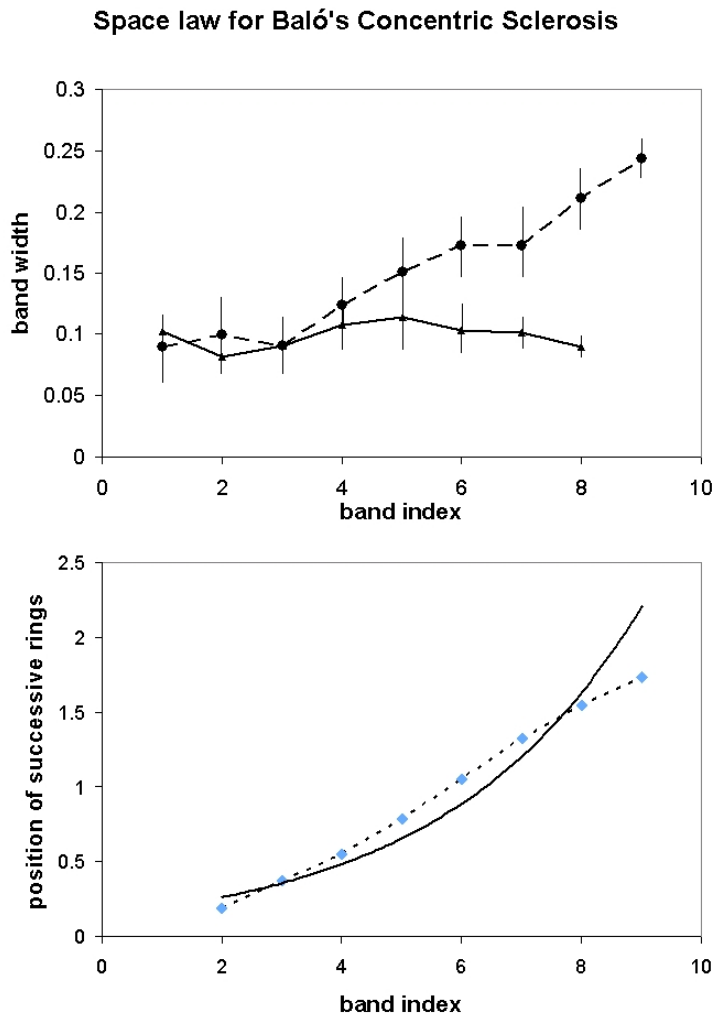 Space law for Baló's Concentric Sclerosis
0.3
0.25
0.2
0.15
0.1
0.05
0
band width
0 2 4 6 8 10
band index
2.5
2
1.5
1
0.5
0
position of successive rings
0 2 4 6 8 10
band index